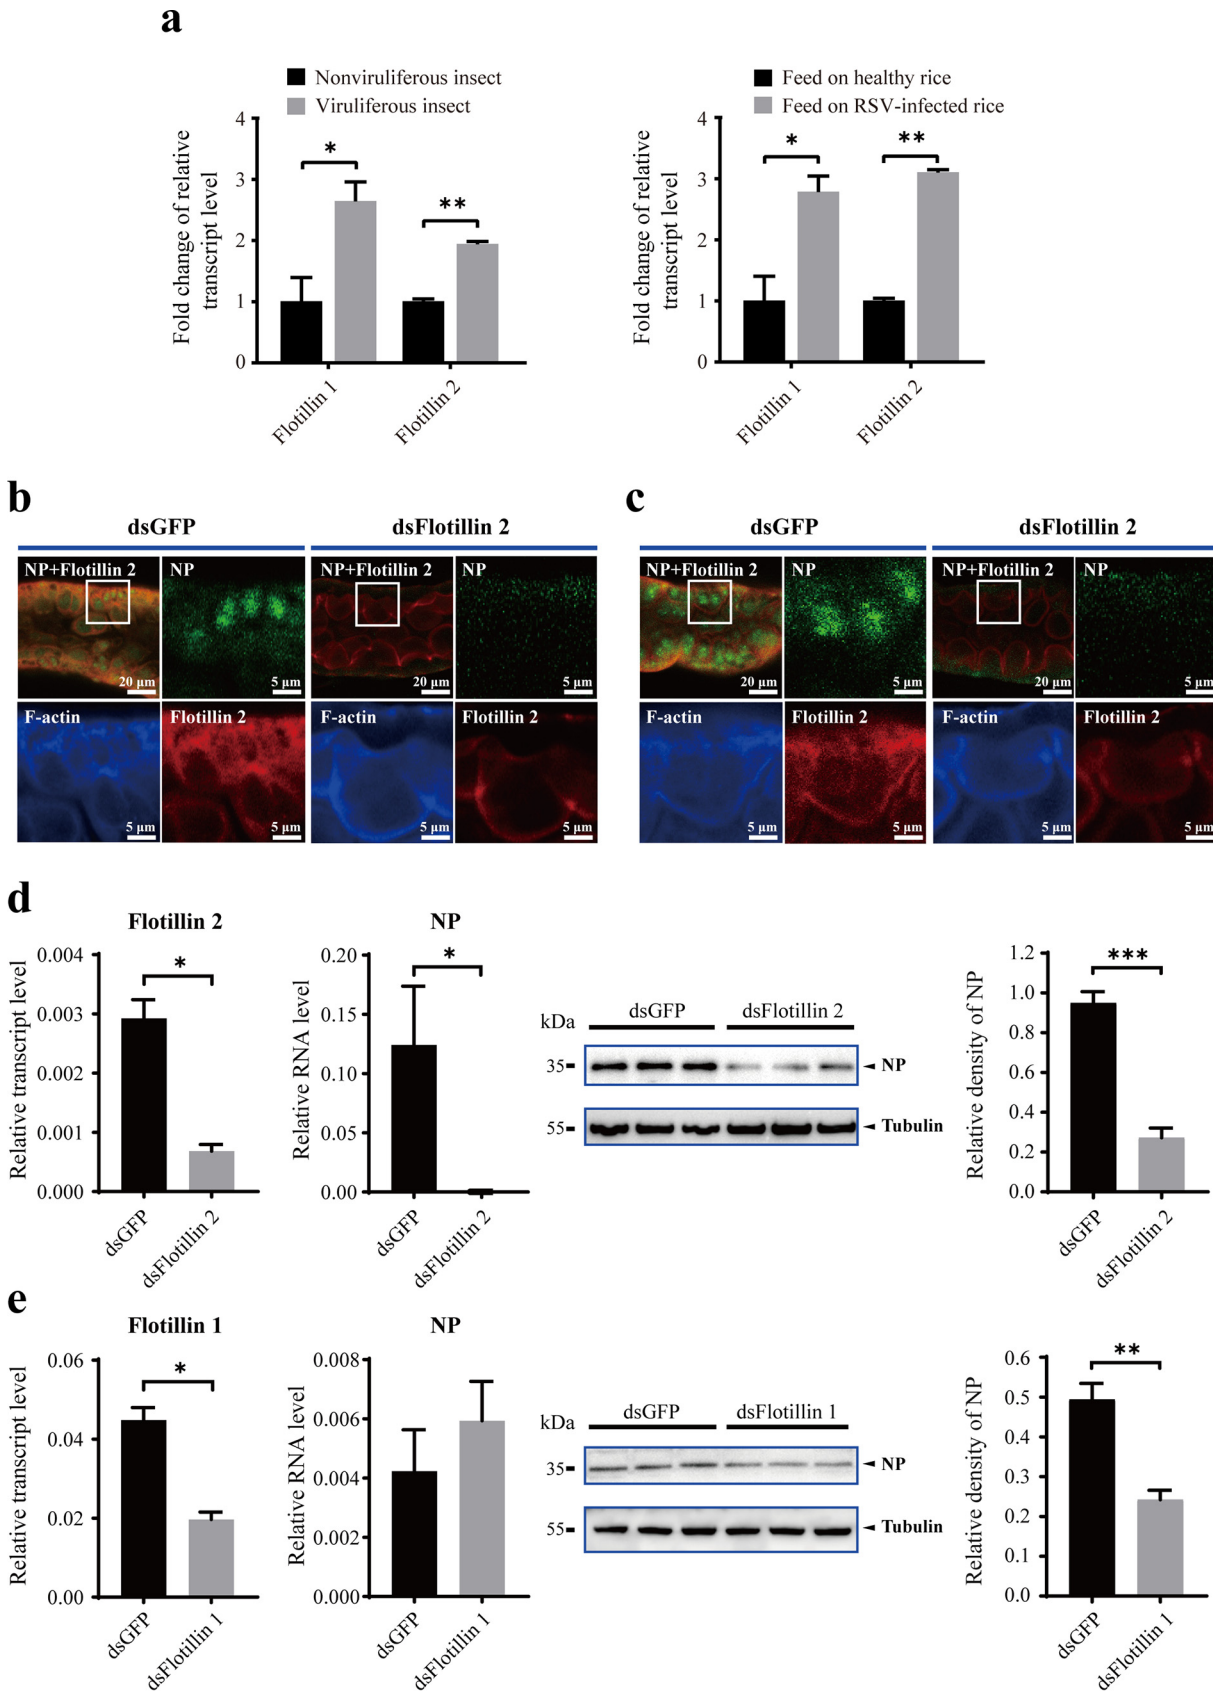 a
Nonviruliferous insect
Viruliferous insect
Fold change of relative
transcript level
4
3
2
1
0
*
**
Flotillin 1
Flotillin 2
Feed on healthy rice
Feed on RSV-infected rice
Fold change of relative
transcript level
4
3
2
1
0
*
**
Flotillin 1
Flotillin 2
b
dsGFP
dsFlotillin 2
NP+Flotillin 2
20 μm
NP
5 μm
NP+Flotillin 2
20 μm
NP
5 μm
F-actin
5 μm
Flotillin 2
5 μm
F-actin
5 μm
Flotillin 2
5 μm
c
dsGFP
dsFlotillin 2
NP+Flotillin 2
20 μm
NP
5 μm
NP+Flotillin 2
20 μm
NP
5 μm
F-actin
5 μm
Flotillin 2
5 μm
F-actin
5 μm
Flotillin 2
5 μm
d
Flotillin 2
Relative transcript level
0.004
0.003
0.002
0.001
0.000
*
dsGFP
dsFlotillin 2
NP
Relative RNA level
0.20
0.15
0.10
0.05
0.00
*
dsGFP
dsFlotillin 2
kDa
dsGFP
dsFlotillin 2
35
NP
55
Tubulin
Relative density of NP
1.2
1.0
0.8
0.6
0.4
0.2
0.0
***
dsGFP
dsFlotillin 2
e
Flotillin 1
Relative transcript level
0.06
0.04
0.02
0.00
*
dsGFP
dsFlotillin 1
NP
Relative RNA level
0.008
0.006
0.004
0.002
0.000
dsGFP
dsFlotillin 1
kDa
dsGFP
dsFlotillin 1
35
NP
55
Tubulin
Relative density of NP
0.6
0.5
0.4
0.3
0.2
0.1
0.0
**
dsGFP
dsFlotillin 1